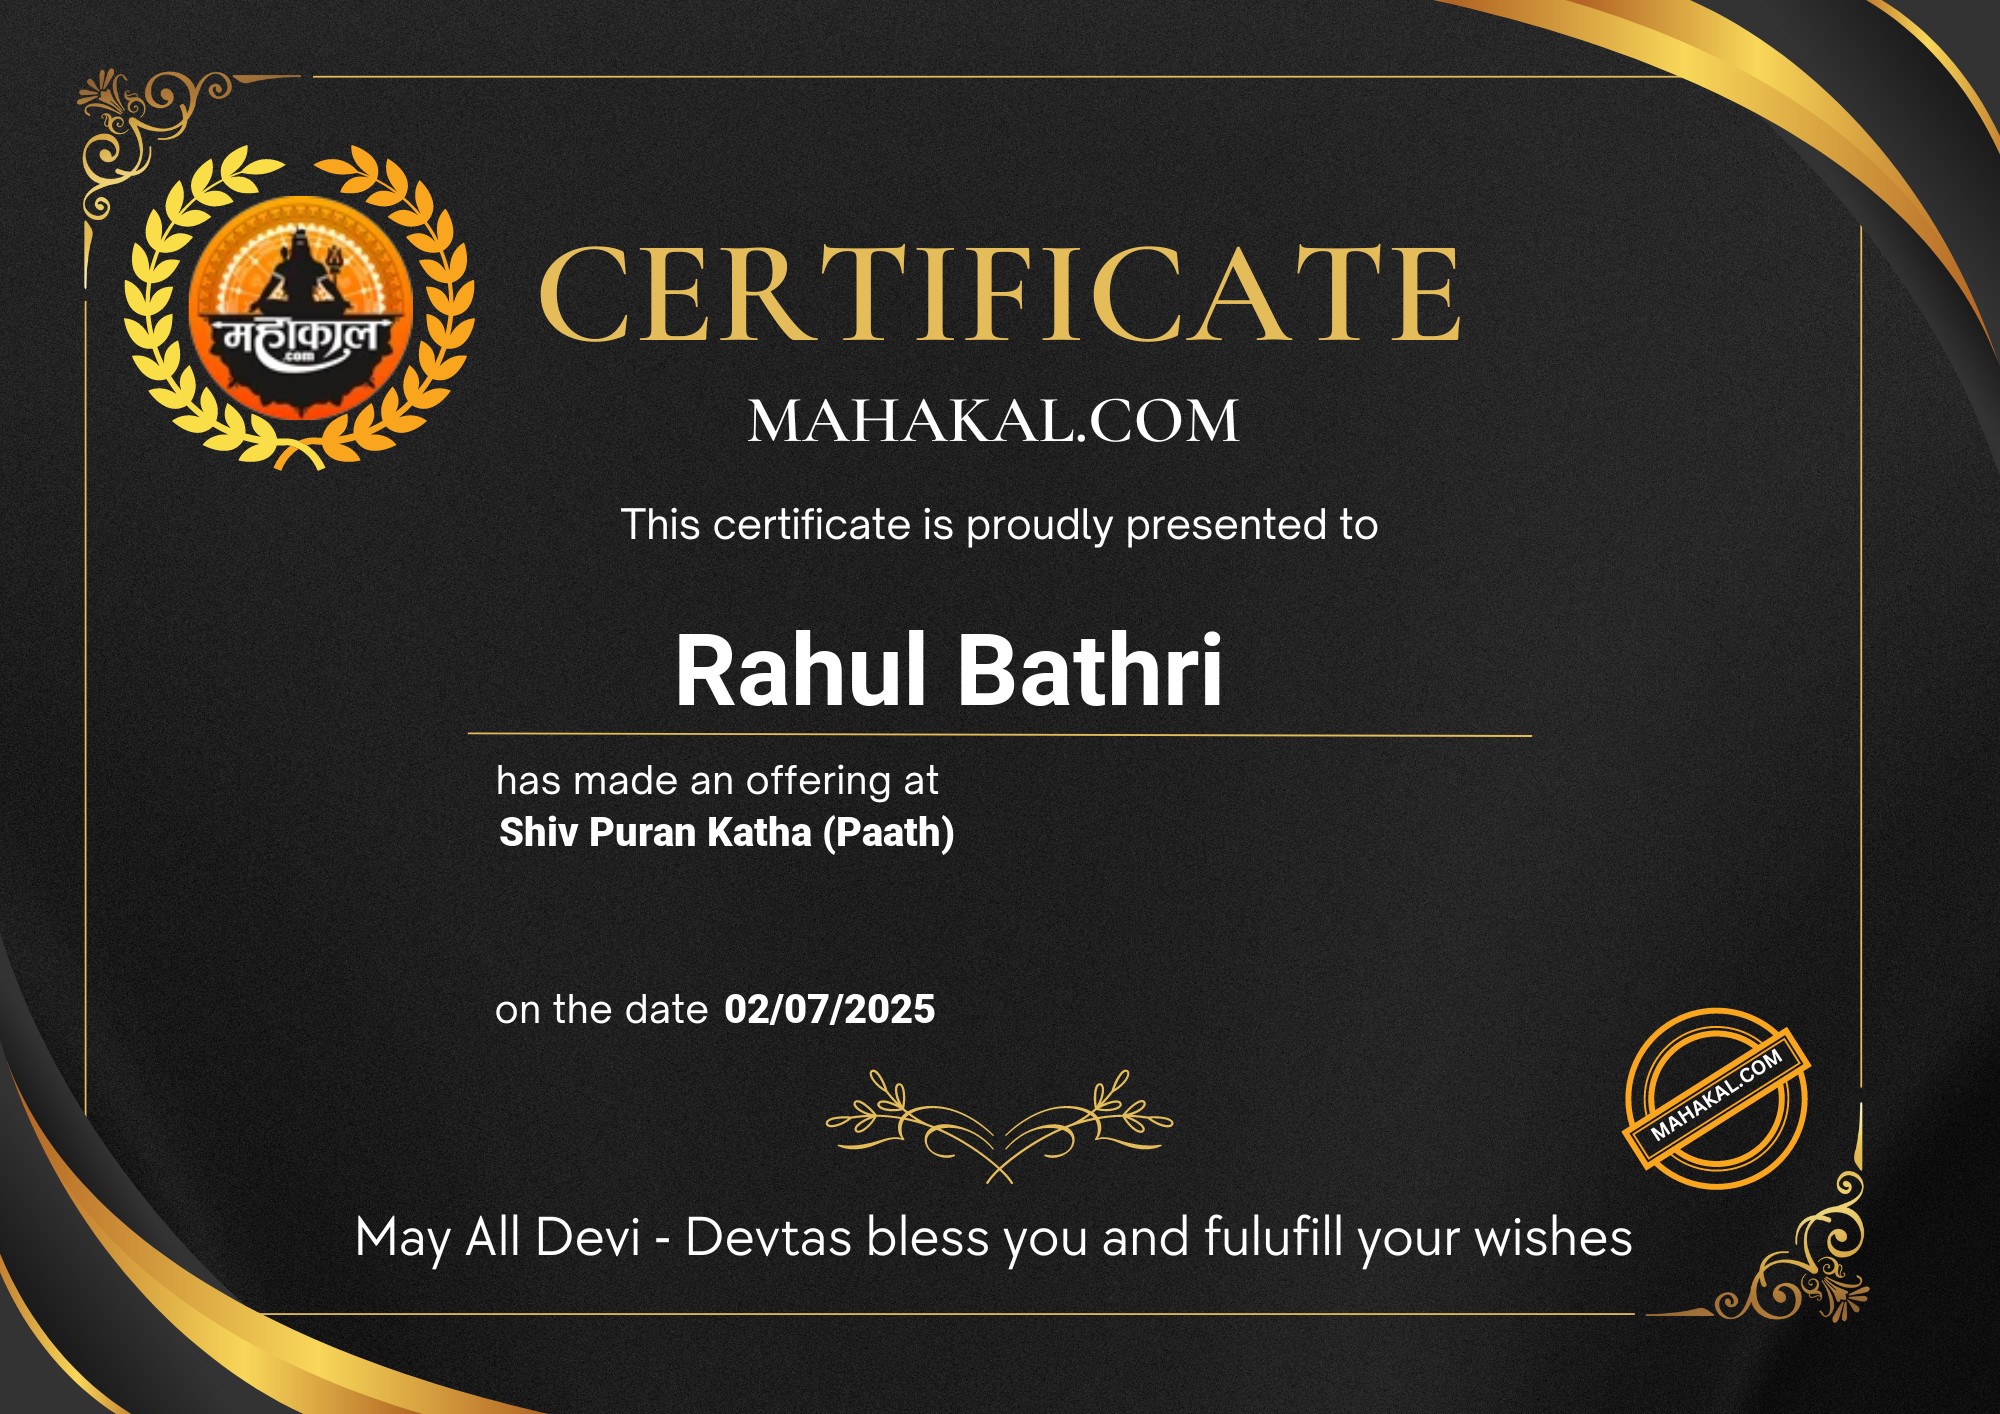 महाकाल
.com
CERTIFICATE
MAHAKAL.COM
This certificate is proudly presented to
Rahul Bathri
has made an offering at
Shiv Puran Katha (Paath)
on the date 02/07/2025
MAHAKAL.COM
May All Devi - Devtas bless you and fulufill your wishes